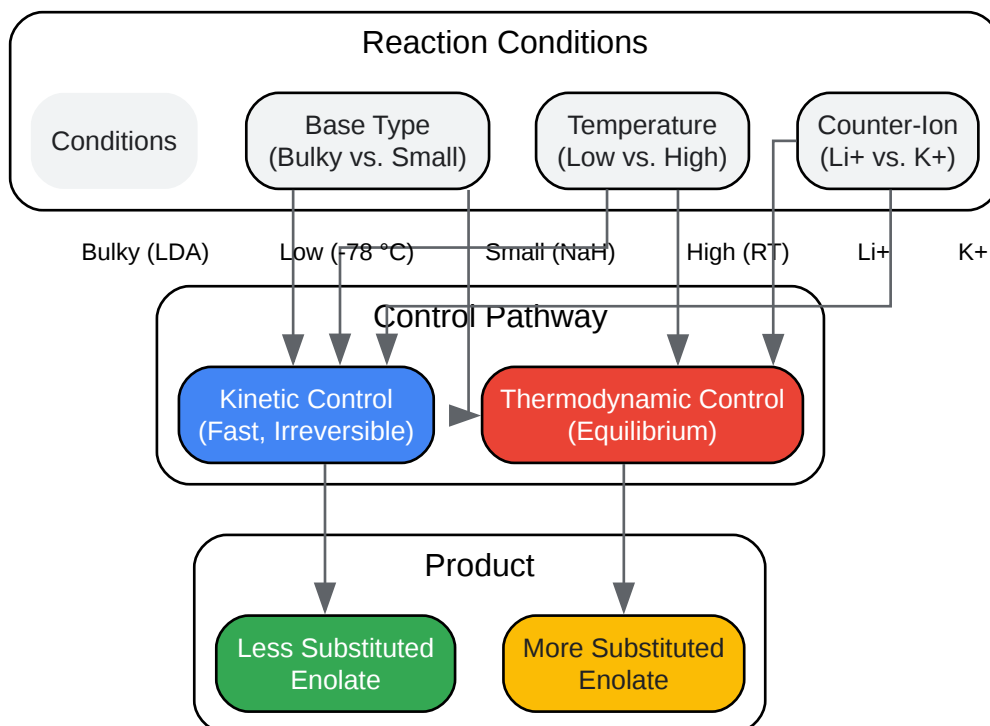 Reaction Conditions
Conditions
Base Type
(Bulky vs. Small)
Temperature
(Low vs. High)
Counter-Ion
(Li+ vs. K+)
Bulky (LDA)
Low (-78 °C)
Small (NaH)
High (RT)
Li+
K+
Control Pathway
Kinetic Control
(Fast, Irreversible)
Thermodynamic Control
(Equilibrium)
Product
Less Substituted
Enolate
More Substituted
Enolate